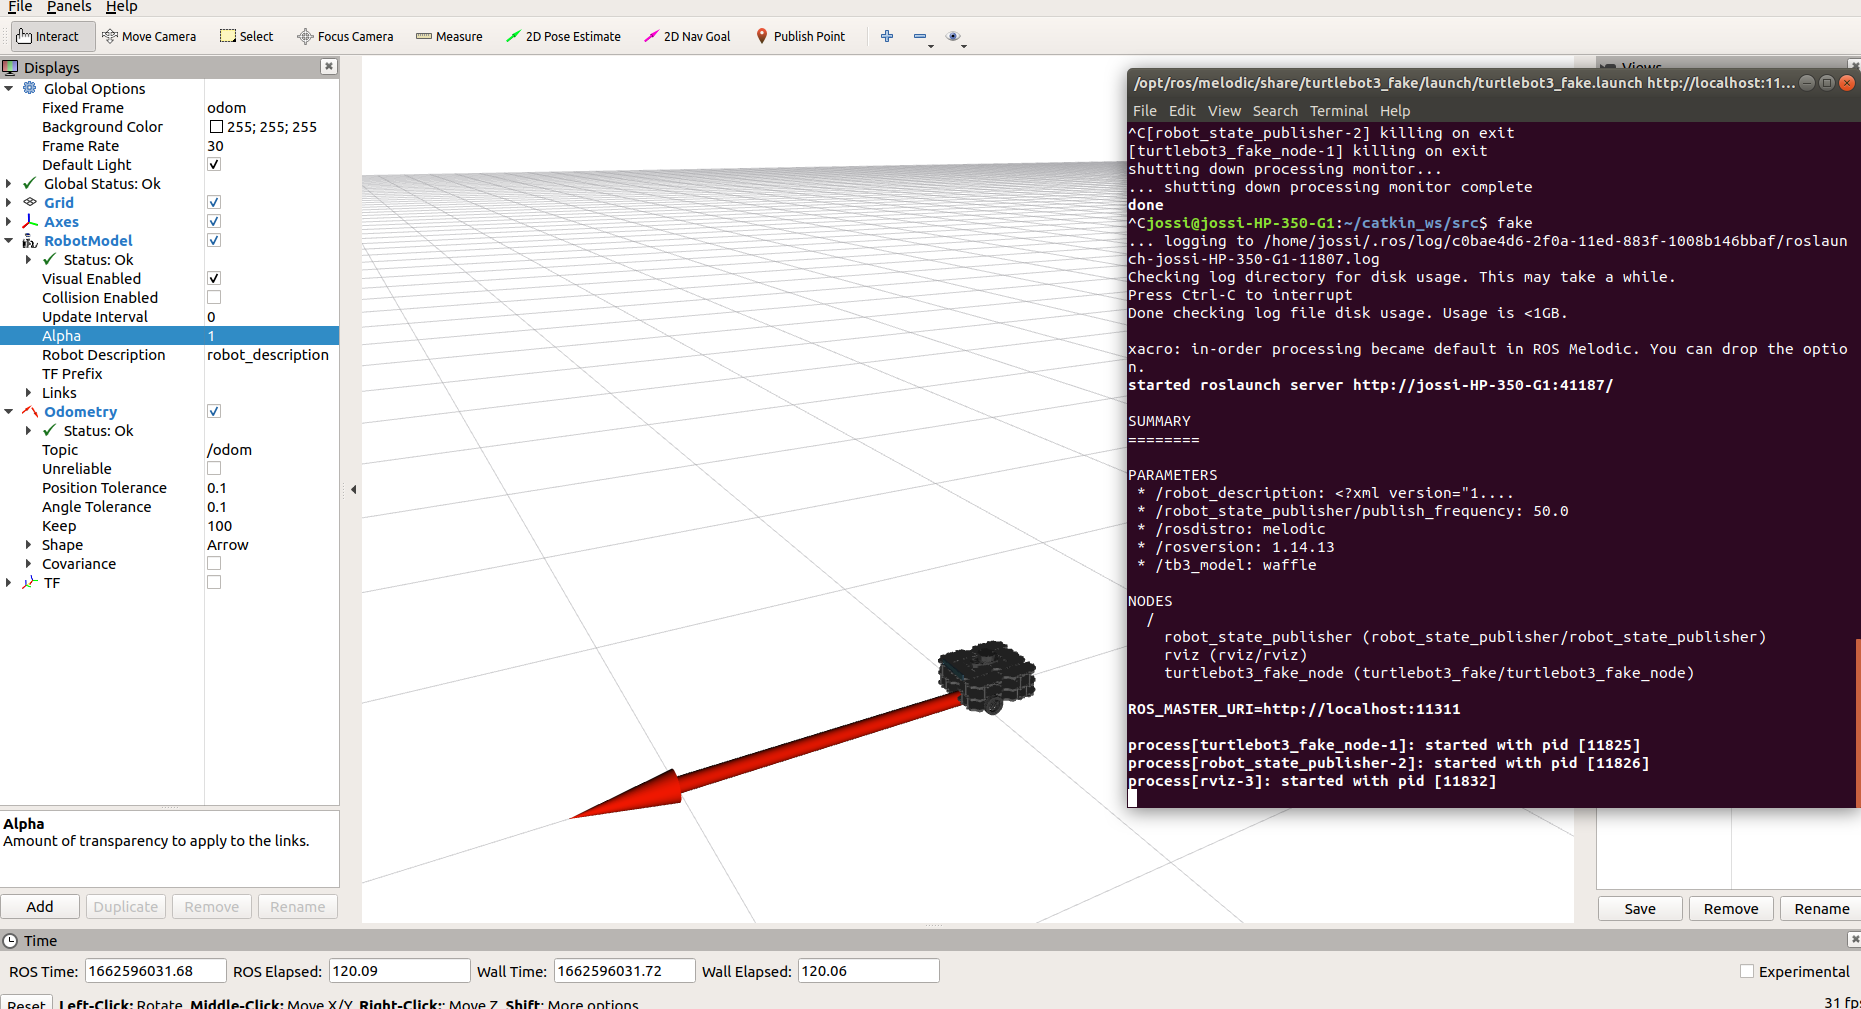 File Panels Help
Interact Move Camera Select Focus Camera Measure 2D Pose Estimate 2D Nav Goal Publish Point
Displays
Global Options
Fixed Frame odom
Background Color 255; 255; 255
Frame Rate 30
Default Light
Global Status: Ok
Grid
Axes
RobotModel
Status: Ok
Visual Enabled
Collision Enabled
Update Interval 0
Alpha 1
Robot Description robot_description
TF Prefix
Links
Odometry
Status: Ok
Topic /odom
Unreliable
Position Tolerance 0.1
Angle Tolerance 0.1
Keep 100
Shape Arrow
Covariance
TF
Alpha
Amount of transparency to apply to the links.
Add Duplicate Remove Rename
Views
/opt/ros/melodic/share/turtlebot3_fake/launch/turtlebot3_fake.launch http://localhost:11...
File Edit View Search Terminal Help
^C[robot_state_publisher-2] killing on exit
[turtlebot3_fake_node-1] killing on exit
shutting down processing monitor...
... shutting down processing monitor complete
done
^Cjossi@jossi-HP-350-G1:~/catkin_ws/src$ fake
... logging to /home/jossi/.ros/log/c0bae4d6-2f0a-11ed-883f-1008b146bbaf/roslaun
ch-jossi-HP-350-G1-11807.log
Checking log directory for disk usage. This may take a while.
Press Ctrl-C to interrupt
Done checking log file disk usage. Usage is <1GB.
xacro: in-order processing became default in ROS Melodic. You can drop the optio
n.
started roslaunch server http://jossi-HP-350-G1:41187/
SUMMARY
========
PARAMETERS
* /robot_description: <?xml version="1....
* /robot_state_publisher/publish_frequency: 50.0
* /rosdistro: melodic
* /rosversion: 1.14.13
* /tb3_model: waffle
NODES
/
robot_state_publisher (robot_state_publisher/robot_state_publisher)
rviz (rviz/rviz)
turtlebot3_fake_node (turtlebot3_fake/turtlebot3_fake_node)
ROS_MASTER_URI=http://localhost:11311
process[turtlebot3_fake_node-1]: started with pid [11825]
process[robot_state_publisher-2]: started with pid [11826]
process[rviz-3]: started with pid [11832]
Save Remove Rename
Time
ROS Time: 1662596031.68 ROS Elapsed: 120.09 Wall Time: 1662596031.72 Wall Elapsed: 120.06 Experimental
Reset Left-Click: Rotate. Middle-Click: Move X/Y. Right-Click:: Move Z. Shift: More options. 31 fps